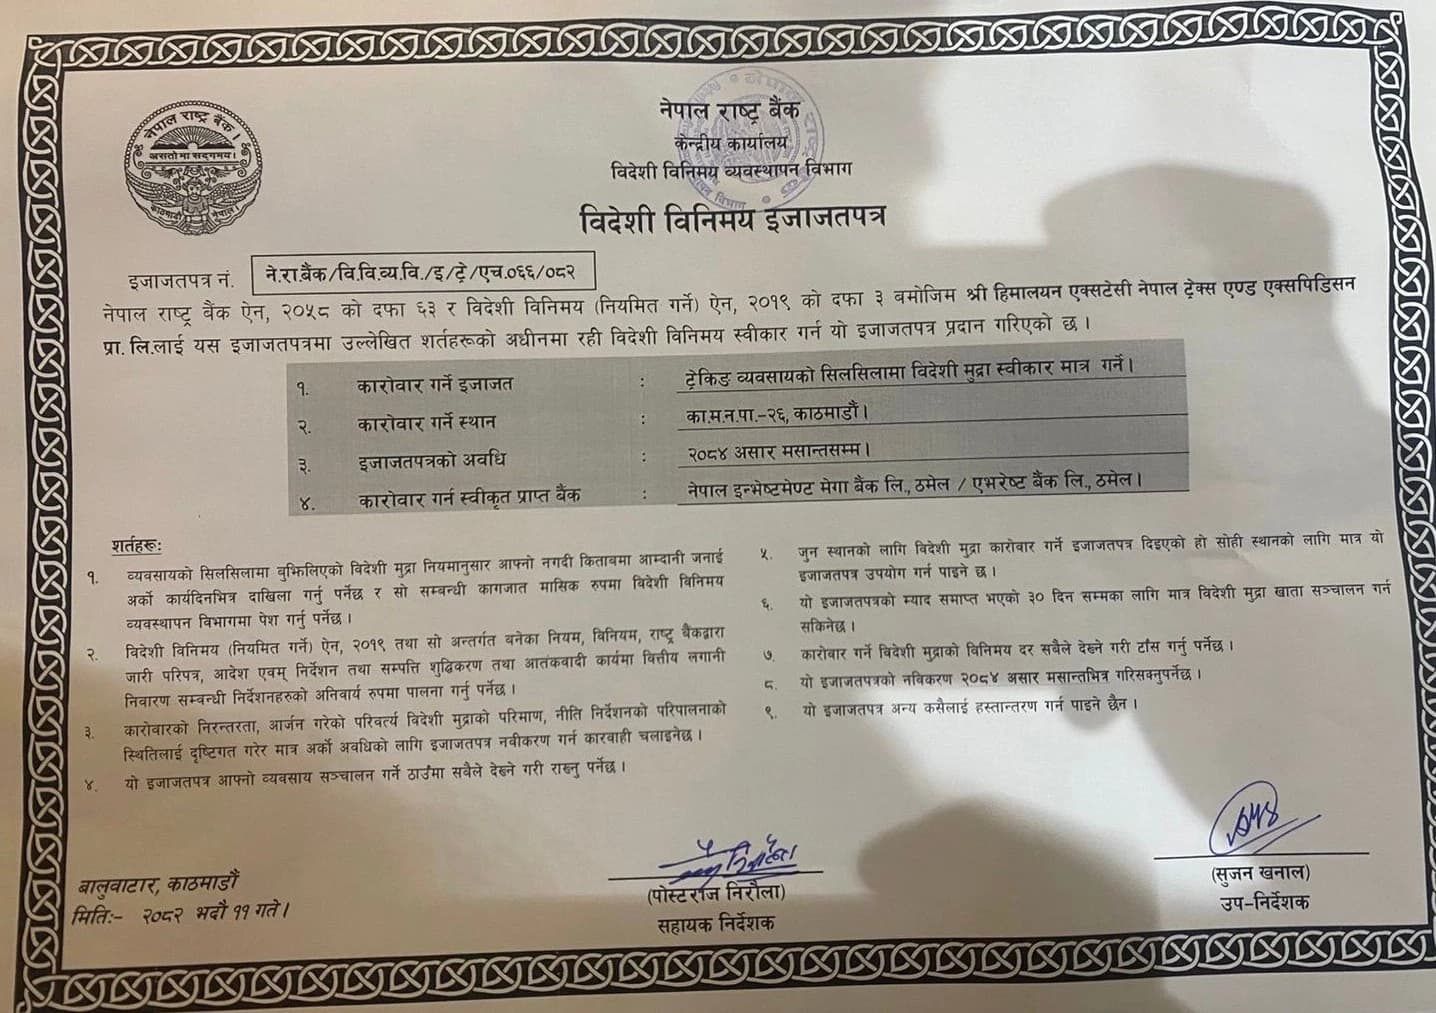 नेपाल राष्ट्र बैंक
केन्द्रीय कार्यालय
विदेशी विनिमय व्यवस्थापन विभाग
विदेशी विनिमय इजाजतपत्र
नेपाल राष्ट्र बैंक।
असतोमा सद्गमय।
काठमाडौं नेपाल
इजाजतपत्र नं. ने.रा.बैंक/वि.वि.व्य.वि./इ/ट्रे/एच.०६६/०८२
नेपाल राष्ट्र बैंक ऐन, २०५८ को दफा ६३ र विदेशी विनिमय (नियमित गर्ने) ऐन, २०१९ को दफा ३ बमोजिम श्री हिमालयन एक्सटेसी नेपाल ट्रेक्स एण्ड एक्सपिडिसन
प्रा. लि.लाई यस इजाजतपत्रमा उल्लेखित शर्तहरूको अधीनमा रही विदेशी विनिमय स्वीकार गर्न यो इजाजतपत्र प्रदान गरिएको छ।
१. कारोवार गर्ने इजाजत : ट्रेकिङ व्यवसायको सिलसिलामा विदेशी मुद्रा स्वीकार मात्र गर्ने।
२. कारोवार गर्ने स्थान : का.म.न.पा.-२६, काठमाडौं।
३. इजाजतपत्रको अवधि : २०८४ असार मसान्तसम्म।
४. कारोवार गर्न स्वीकृत प्राप्त बैंक : नेपाल इन्भेष्टमेण्ट मेगा बैंक लि., ठमेल / एभरेष्ट बैंक लि., ठमेल।
शर्तहरू:
१. व्यवसायको सिलसिलामा बुझिलिएको विदेशी मुद्रा नियमानुसार आफ्नो नगदी किताबमा आम्दानी जनाई
अर्को कार्यदिनभित्र दाखिला गर्नु पर्नेछ र सो सम्बन्धी कागजात मासिक रुपमा विदेशी विनिमय
व्यवस्थापन विभागमा पेश गर्नु पर्नेछ।
२. विदेशी विनिमय (नियमित गर्ने) ऐन, २०१९ तथा सो अन्तर्गत बनेका नियम, विनियम, राष्ट्र बैंकद्वारा
जारी परिपत्र, आदेश एवम् निर्देशन तथा सम्पत्ति शुद्धिकरण तथा आतंकवादी कार्यमा वित्तीय लगानी
निवारण सम्बन्धी निर्देशनहरुको अनिवार्य रुपमा पालना गर्नु पर्नेछ।
३. कारोवारको निरन्तरता, आर्जन गरेको परिवर्त्य विदेशी मुद्राको परिमाण, नीति निर्देशनको परिपालनाको
स्थितिलाई दृष्टिगत गरेर मात्र अर्को अवधिको लागि इजाजतपत्र नवीकरण गर्न कारवाही चलाइनेछ।
४. यो इजाजतपत्र आफ्नो व्यवसाय सञ्चालन गर्ने ठाउँमा सबैले देख्ने गरी राख्नु पर्नेछ।
५. जुन स्थानको लागि विदेशी मुद्रा कारोवार गर्ने इजाजतपत्र दिइएको हो सोही स्थानको लागि मात्र यो
इजाजतपत्र उपयोग गर्न पाइने छ।
६. यो इजाजतपत्रको म्याद समाप्त भएको ३० दिन सम्मका लागि मात्र विदेशी मुद्रा खाता सञ्चालन गर्न
सकिनेछ।
७. कारोवार गर्ने विदेशी मुद्राको विनिमय दर सबैले देख्ने गरी टाँस गर्नु पर्नेछ।
८. यो इजाजतपत्रको नविकरण २०८४ असार मसान्तभित्र गरिसक्नुपर्नेछ।
९. यो इजाजतपत्र अन्य कसैलाई हस्तान्तरण गर्न पाइने छैन।
बालुवाटार, काठमाडौं
मिति:- २०८२ भदौ ११ गते।
(पोस्टराज निरौला)
सहायक निर्देशक
(सुजन खनाल)
उप-निर्देशक